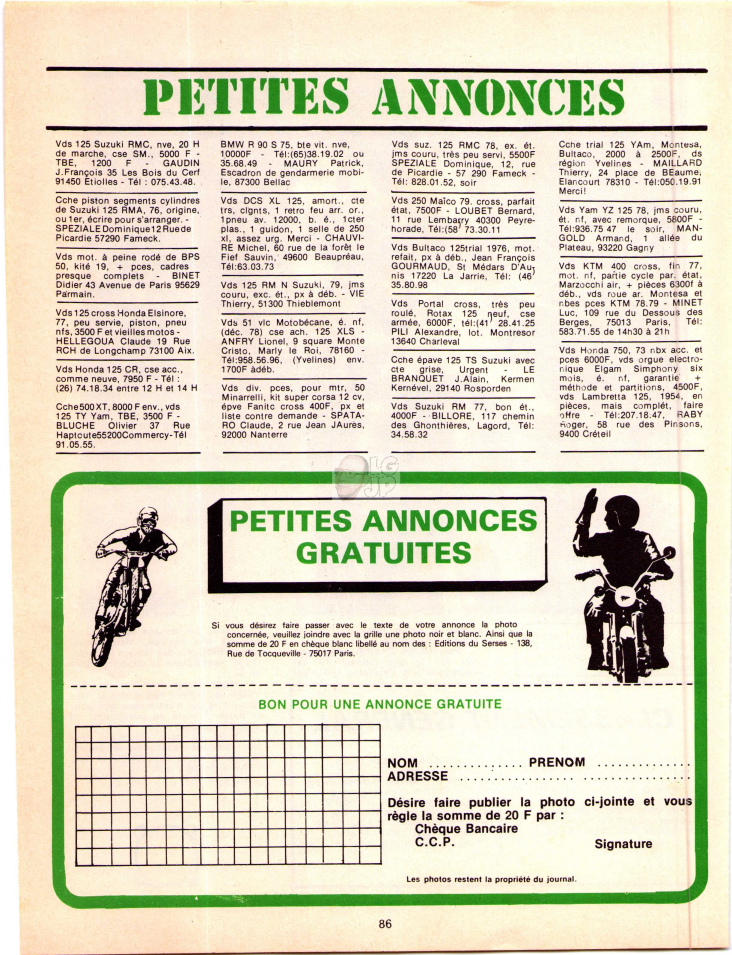 PETITES ANNONCES
Vds 125 Suzuki RMC, nve, 20 H
de marche, cse SM., 5000 F -
TBE, 1200 F - GAUDIN
J.François 35 Les Bois du Cerf
91450 Etiolles - Tél : 075.43.48.
Cche piston segments cylindres
de Suzuki 125 RMA, 76, origine,
ou 1er, écrire pour s'arranger. -
SPEZIALE Dominique 12 Rue de
Picardie 57290 Fameck.
Vds mot. à peine rodé de BPS
50, kité 19, + pces, cadres
presque complets - BINET
Didier 43 Avenue de Paris 95629
Parmain.
Vds 125 cross Honda Elsinore,
77, peu servie, piston, pneu
nfs, 3500 F et vieilles motos -
HELLEGOUA Claude 19 Rue
RCH de Longchamp 73100 Aix.
Vds Honda 125 CR, cse acc.,
comme neuve, 7950 F - Tél :
(26) 74.18.34 entre 12 H et 14 H
Cche 500 XT, 8000 F env., vds
125 TY Yam, TBE, 3500 F -
BLUCHE Olivier 37 Rue
Haptoute 55200 Commercy-Tél
91.05.55.
BMW R 90 S 75, bte vit. nve,
10000F - Tél:(65)38.19.02 ou
35.68.49 - MAURY Patrick,
Escadron de gendarmerie mobi-
le, 87300 Bellac
Vds DCS XL 125, amort., cte
trs, clgnts, 1 retro feu arr. or.,
1pneu av. 12000, b. é., 1cter
plas., 1 guidon, 1 selle de 250
xl, assez urg. Merci - CHAUVI-
RE Michel, 60 rue de la forêt le
Fief Sauvin, 49600 Beaupréau,
Tél:63.03.73
Vds 125 RM N Suzuki, 79, jms
couru, exc. ét., px à déb. - VIE
Thierry, 51300 Thieblemont
Vds 51 vlc Motobécane, é. nf,
(déc. 78) cse ach. 125 XLS -
ANFRY Lionel, 9 square Monte
Cristo, Marly le Roi, 78160 -
Tél:958.56.96, (Yvelines) env.
1700F àdéb.
Vds div. pces, pour mtr, 50
Minarrelli, kit super corsa 12 cv,
épve Fanitc cross 400F, px et
liste contre demande - SPATA-
RO Claude, 2 rue Jean JAures,
92000 Nanterre
Vds suz. 125 RMC 78, ex. ét.
jms couru, très peu servi, 5500F
SPEZIALE Dominique, 12, rue
de Picardie - 57 290 Fameck -
Tél: 828.01.52, soir
Vds 250 Maïco 79. cross, parfait
état, 7500F - LOUBET Bernard,
11 rue Lembarry 40300 Peyre-
horade, Tél:(58) 73.30.11
Vds Bultaco 125trial 1976, mot.
refait, px à déb., Jean François
GOURMAUD, St Médars D'Au-
nis 17220 La Jarrie, Tél: (46)
35.80.98
Vds Portal cross, très peu
roulé, Rotax 125 neuf, cse
armée, 6000F, tél:(41) 28.41.25
PILI Alexandre, lot. Montresor
13640 Charleval
Cche épave 125 TS Suzuki avec
cte grise, Urgent - LE
BRANQUET J.Alain, Kermen
Kernével, 29140 Rosporden
Vds Suzuki RM 77, bon ét.,
4000F - BILLORE, 117 chemin
des Ghonthières, Lagord, Tél:
34.58.32
Cche trial 125 YAm, Montesa,
Bultaco, 2000 à 2500F, ds
région Yvelines - MAILLARD
Thierry, 24 place de BEaume,
Elancourt 78310 - Tél:050.19.91
Merci!
Vds Yam YZ 125 78, jms couru,
ét. nf, avec remorque, 5800F -
Tél:936.75 47 le soir, MAN-
GOLD Armand, 1 allée du
Plateau, 93220 Gagny
Vds KTM 400 cross, fin 77,
mot. nf, partie cycle par. état,
Marzocchi air, + pièces 6300f à
déb., vds roue ar. Montesa et
nbes pces KTM 78.79 - MINET
Luc, 109 rue du Dessous des
Berges, 75013 Paris, Tél:
583.71.55 de 14h30 à 21h
Vds Honda 750, 73 nbx acc. et
pces 6000F, vds orgue electro-
nique Elgam Simphony six
mois, é. nf, garantie +
méthode et partitions, 4500F,
vds Lambretta 125, 1954, en
pièces, mais complét, faire
offre - Tél:207.18.47, RABY
Roger, 58 rue des Pinsons,
9400 Créteil
LG
JP
PETITES ANNONCES
GRATUITES
Si vous désirez faire passer avec le texte de votre annonce la photo
concernée, veuillez joindre avec la grille une photo noir et blanc. Ainsi que la
somme de 20 F en chèque blanc libellé au nom des : Editions du Serses - 138,
Rue de Tocqueville - 75017 Paris.
BON POUR UNE ANNONCE GRATUITE
NOM .............. PRENOM ..............
ADRESSE ................. ................
Désire faire publier la photo ci-jointe et vous
règle la somme de 20 F par :
Chèque Bancaire
C.C.P. Signature
Les photos restent la propriété du journal.
86